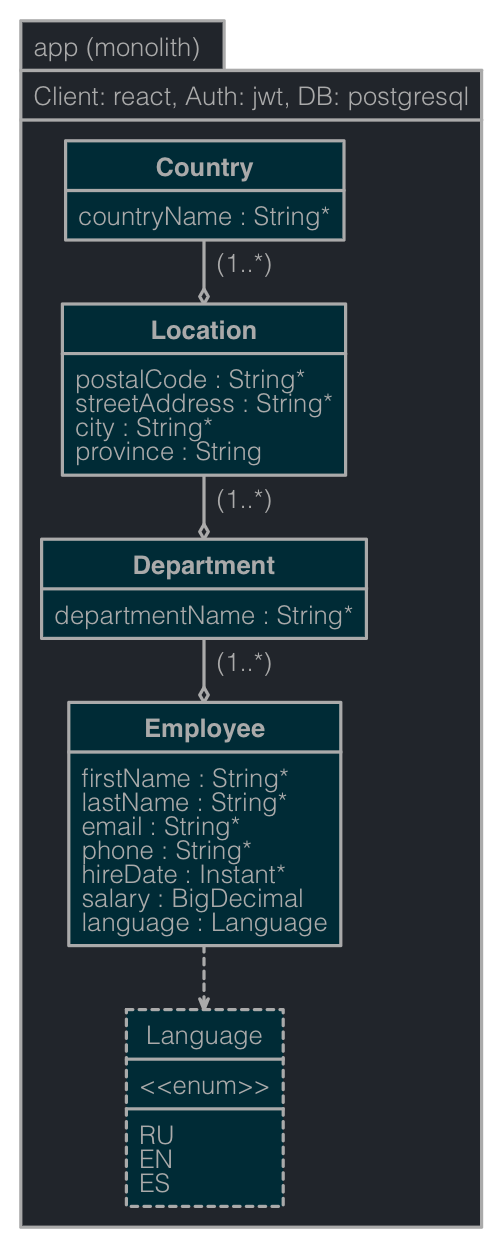 app (monolith)
Client: react, Auth: jwt, DB: postgresql
Country
countryName : String*
(1..*)
Location
postalCode : String*
streetAddress : String*
city : String*
province : String
(1..*)
Department
departmentName : String*
(1..*)
Employee
firstName : String*
lastName : String*
email : String*
phone : String*
hireDate : Instant*
salary : BigDecimal
language : Language
Language
<<enum>>
RU
EN
ES